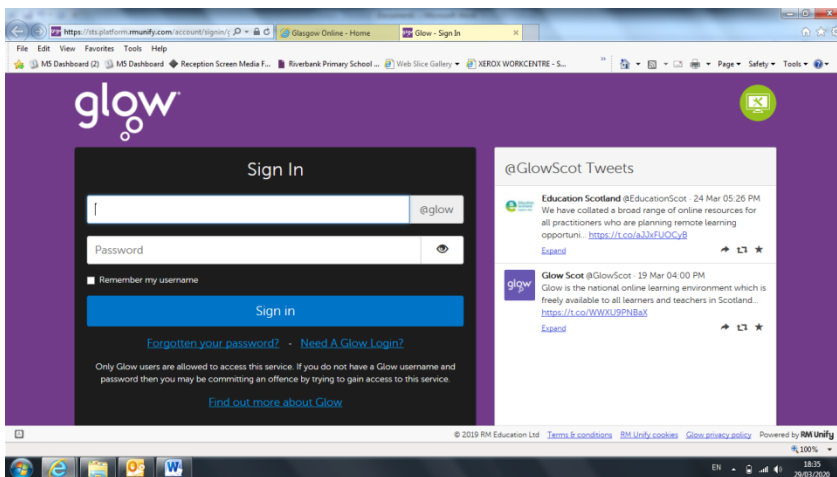 https://sts.platform.rmunify.com/account/signin/
Glasgow Online - Home
Glow - Sign In
File Edit View Favorites Tools Help
M5 Dashboard (2) M5 Dashboard Reception Screen Media F... Riverbank Primary School ... Web Slice Gallery XEROX WORKCENTRE - S... Page Safety Tools
glow
Sign In
@glow
Password
Remember my username
Sign in
Forgotten your password? - Need A Glow Login?
Only Glow users are allowed to access this service. If you do not have a Glow username and
password then you may be committing an offence by trying to gain access to this service.
Find out more about Glow
@GlowScot Tweets
Education Scotland @EducationScot · 24 Mar 05:26 PM
We have collated a broad range of online resources for
all practitioners who are planning remote learning
opportuni... https://t.co/aJJxFUOCyB
Expand
glow
Glow Scot @GlowScot · 19 Mar 04:00 PM
Glow is the national online learning environment which is
freely available to all learners and teachers in Scotland...
https://t.co/WWXU9PNBaX
Expand
© 2019 RM Education Ltd Terms & conditions RM Unify cookies Glow privacy policy Powered by RM Unify
100%
EN
18:35
29/03/2020